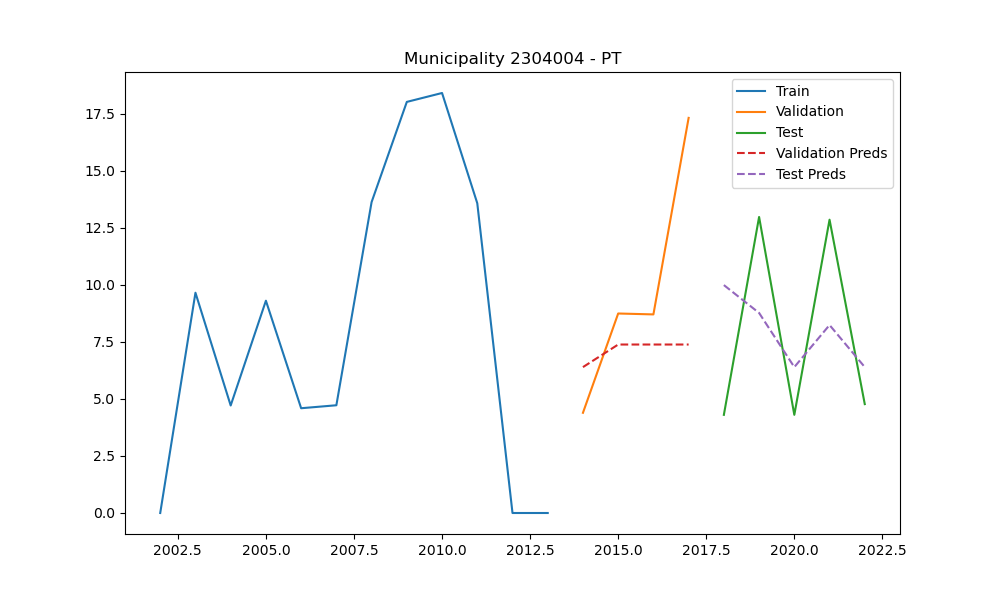 Municipality 2304004 - PT
Train
Validation
Test
Validation Preds
Test Preds
17.5
15.0
12.5
10.0
7.5
5.0
2.5
0.0
2002.5 2005.0 2007.5 2010.0 2012.5 2015.0 2017.5 2020.0 2022.5